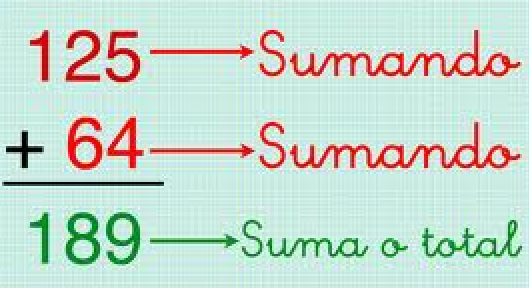 125 → Sumando
+ 64 → Sumando
189 → Suma o total